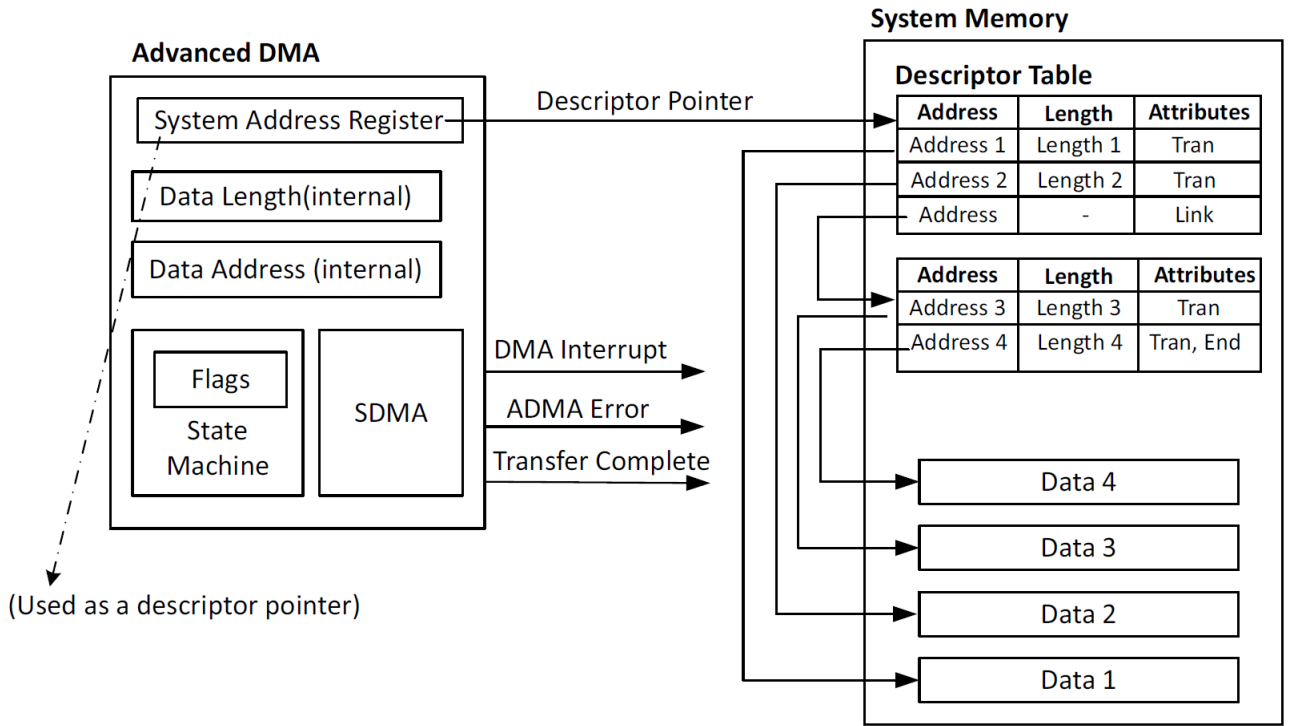 System Memory
Advanced DMA
Descriptor Table
System Address Register
Descriptor Pointer
Address Length Attributes
Address 1 Length 1 Tran
Address 2 Length 2 Tran
Address - Link
Data Length(internal)
Data Address (internal)
Address Length Attributes
Address 3 Length 3 Tran
Address 4 Length 4 Tran, End
Flags
State
Machine
SDMA
DMA Interrupt
ADMA Error
Transfer Complete
Data 4
Data 3
(Used as a descriptor pointer)
Data 2
Data 1